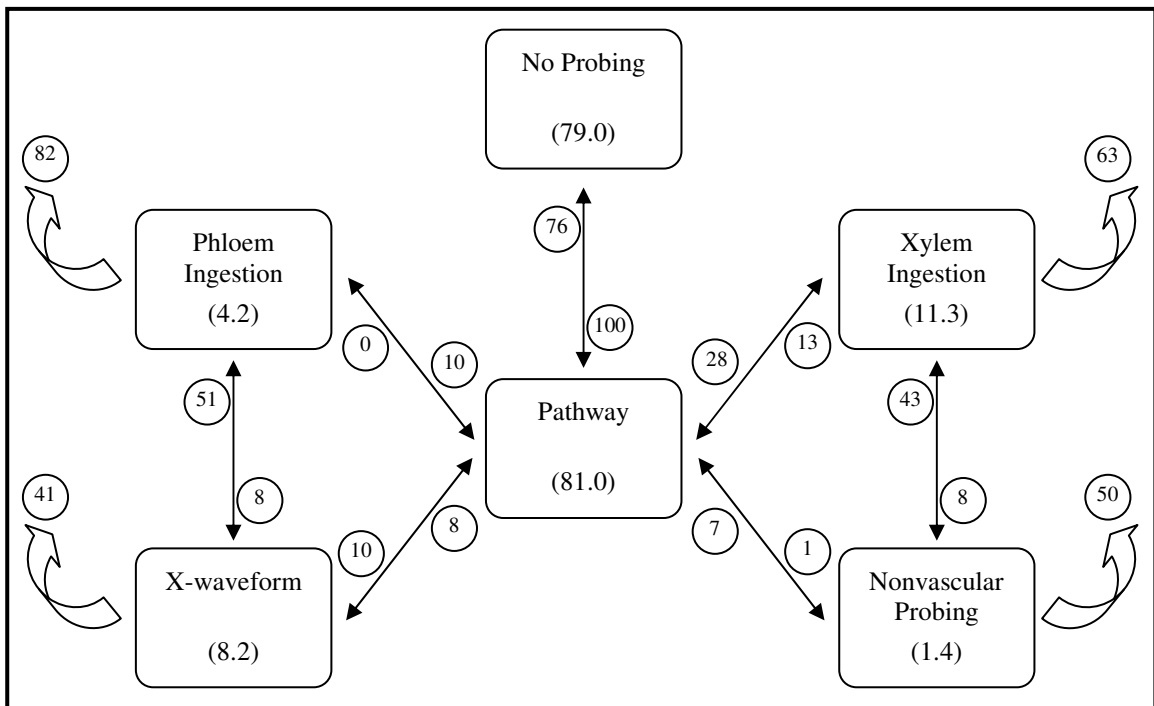 No Probing
(79.0)
82
63
Phloem
Ingestion
(4.2)
76
Xylem
Ingestion
(11.3)
100
0
10
28
13
51
43
Pathway
(81.0)
41
8
10
8
7
1
8
50
X-waveform
(8.2)
Nonvascular
Probing
(1.4)